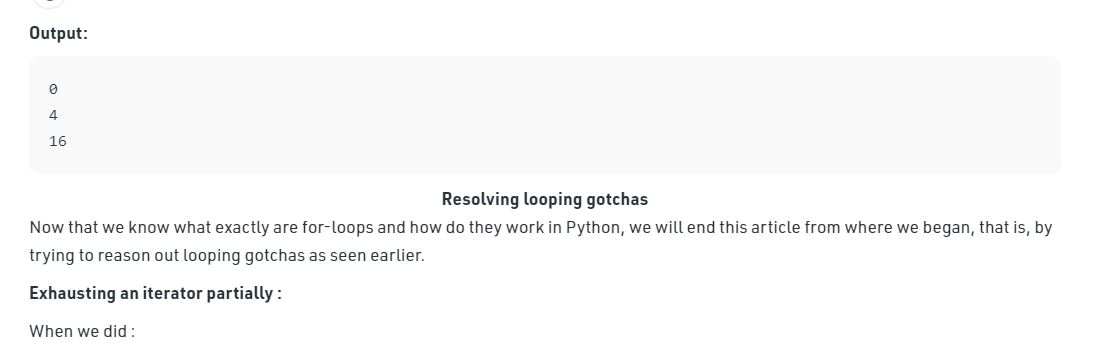 Output:
0
4
16
Resolving looping gotchas
Now that we know what exactly are for-loops and how do they work in Python, we will end this article from where we began, that is, by
trying to reason out looping gotchas as seen earlier.
Exhausting an iterator partially :
When we did :